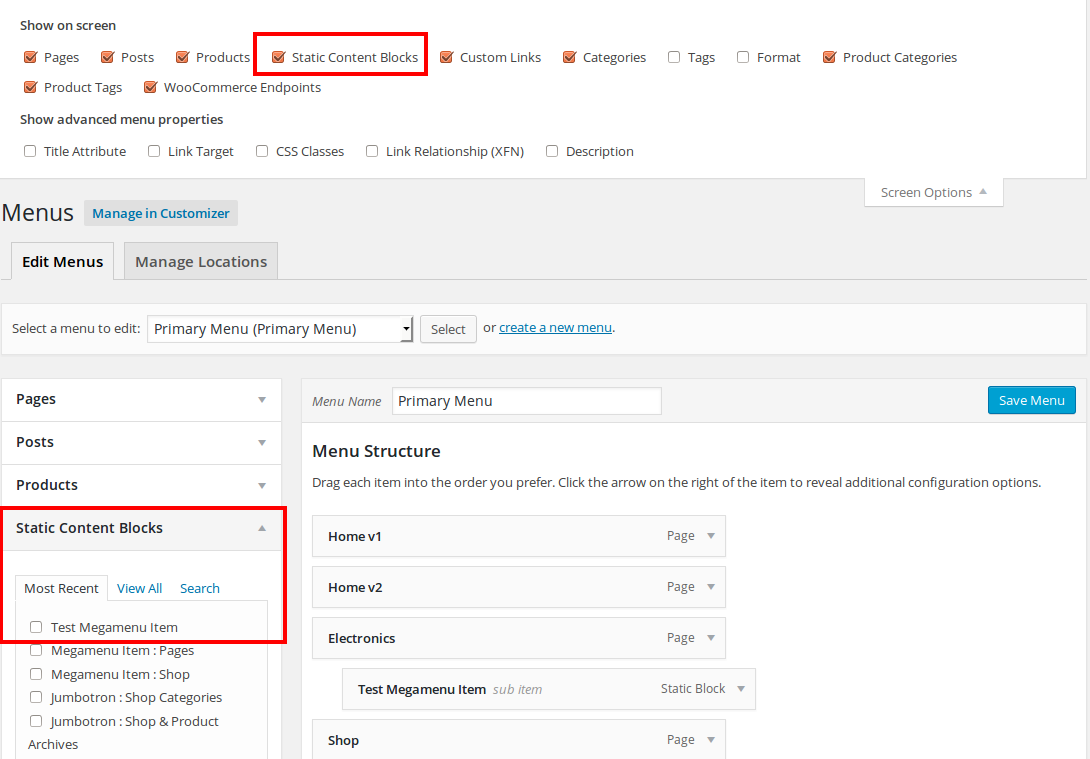 Show on screen
Pages Posts Products Static Content Blocks Custom Links Categories Tags Format Product Categories
Product Tags WooCommerce Endpoints
Show advanced menu properties
Title Attribute Link Target CSS Classes Link Relationship (XFN) Description
Screen Options
Menus Manage in Customizer
Edit Menus Manage Locations
Select a menu to edit: Primary Menu (Primary Menu) Select or create a new menu.
Pages
Posts
Products
Static Content Blocks
Most Recent View All Search
Test Megamenu Item
Megamenu Item : Pages
Megamenu Item : Shop
Jumbotron : Shop Categories
Jumbotron : Shop & Product
Archives
Menu Name Primary Menu Save Menu
Menu Structure
Drag each item into the order you prefer. Click the arrow on the right of the item to reveal additional configuration options.
Home v1 Page
Home v2 Page
Electronics Page
Test Megamenu Item sub item Static Block
Shop Page